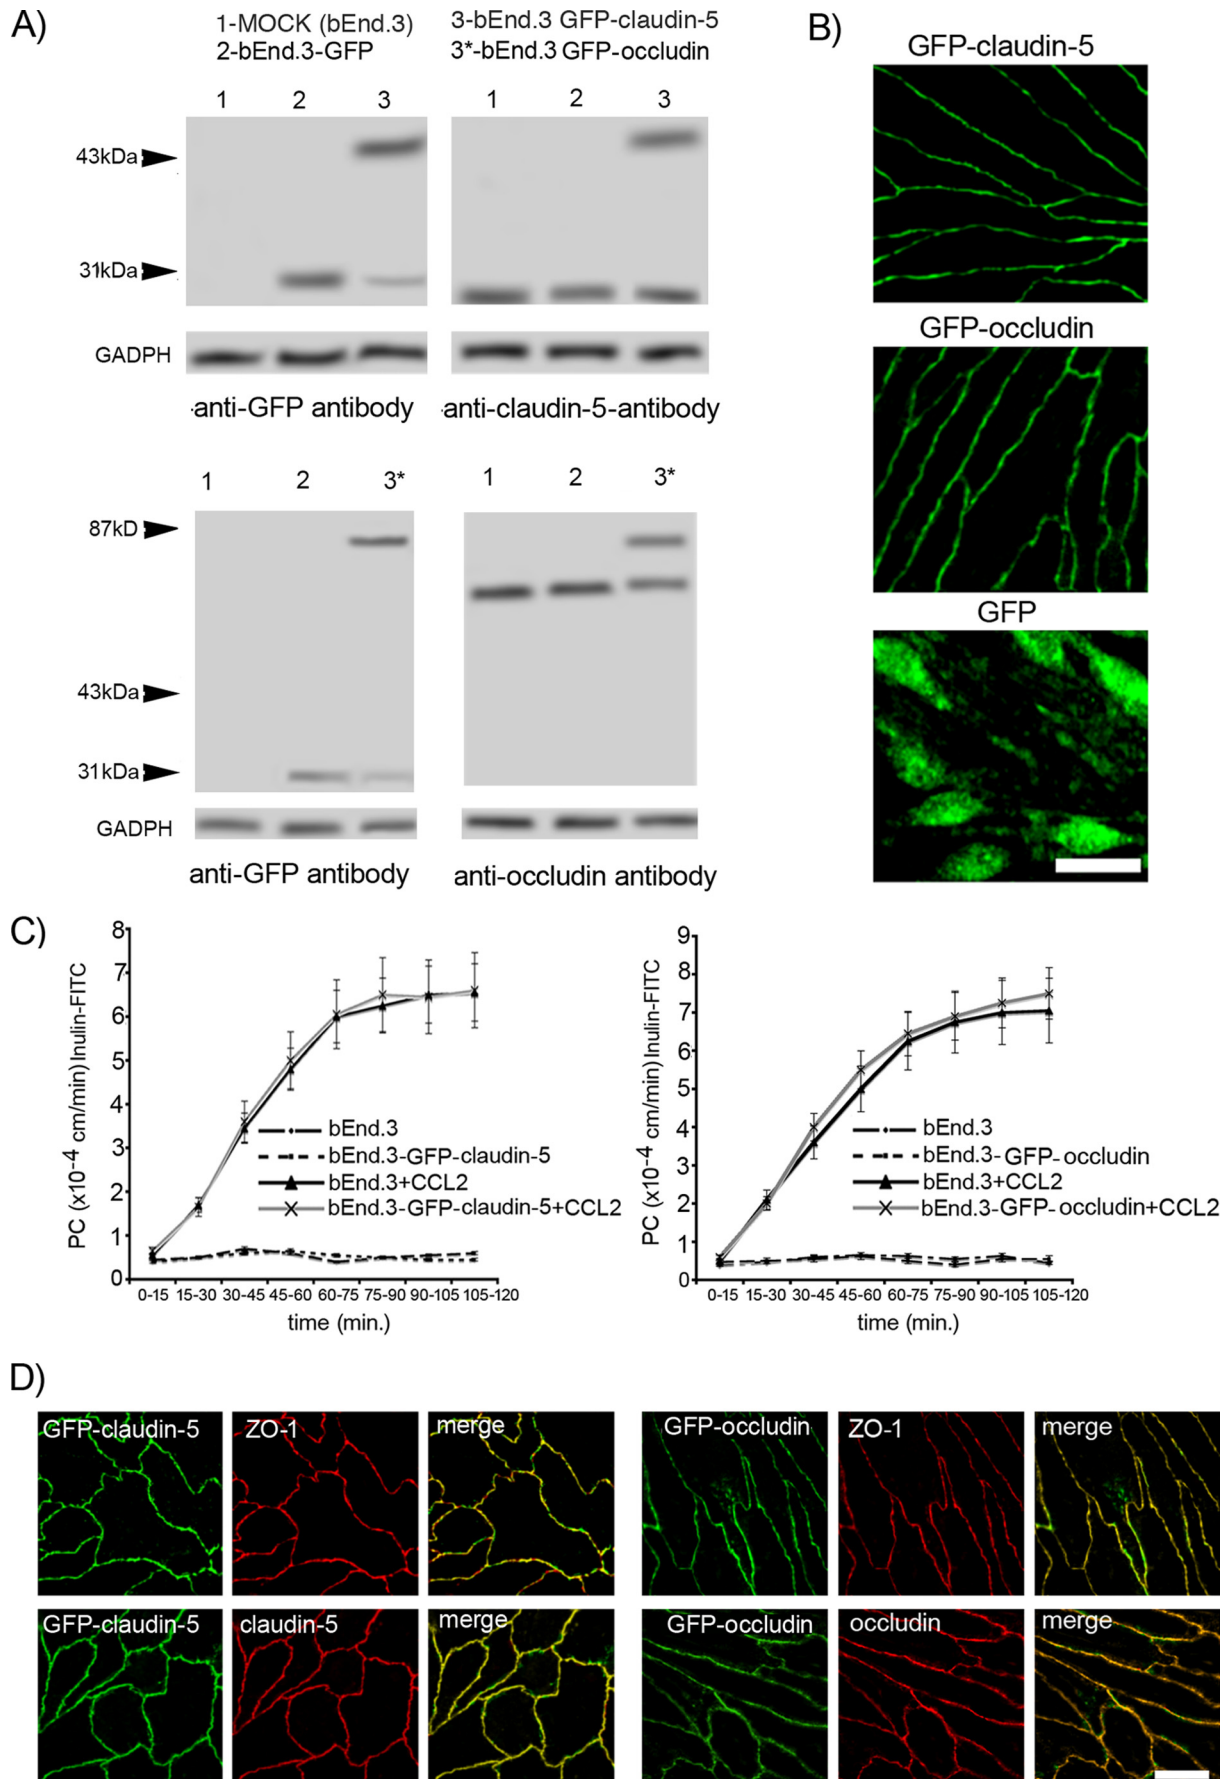 A)
1-MOCK (bEnd.3)
2-bEnd.3-GFP
3-bEnd.3 GFP-claudin-5
3*-bEnd.3 GFP-occludin
1 2 3
1 2 3
43kDa
31kDa
GADPH
anti-GFP antibody
anti-claudin-5-antibody
1 2 3*
1 2 3*
87kD
43kDa
31kDa
GADPH
anti-GFP antibody
anti-occludin antibody
B)
GFP-claudin-5
GFP-occludin
GFP
C)
PC (x10-4 cm/min) Inulin-FITC
8
7
6
5
4
3
2
1
0
bEnd.3
bEnd.3-GFP-claudin-5
bEnd.3+CCL2
bEnd.3-GFP-claudin-5+CCL2
0-15 15-30 30-45 45-60 60-75 75-90 90-105 105-120
time (min.)
PC (x10-4 cm/min) Inulin-FITC
9
8
7
6
5
4
3
2
1
0
bEnd.3
bEnd.3-GFP-occludin
bEnd.3+CCL2
bEnd.3-GFP-occludin+CCL2
0-15 15-30 30-45 45-60 60-75 75-90 90-105 105-120
time (min.)
D)
GFP-claudin-5 ZO-1 merge
GFP-occludin ZO-1 merge
GFP-claudin-5 claudin-5 merge
GFP-occludin occludin merge